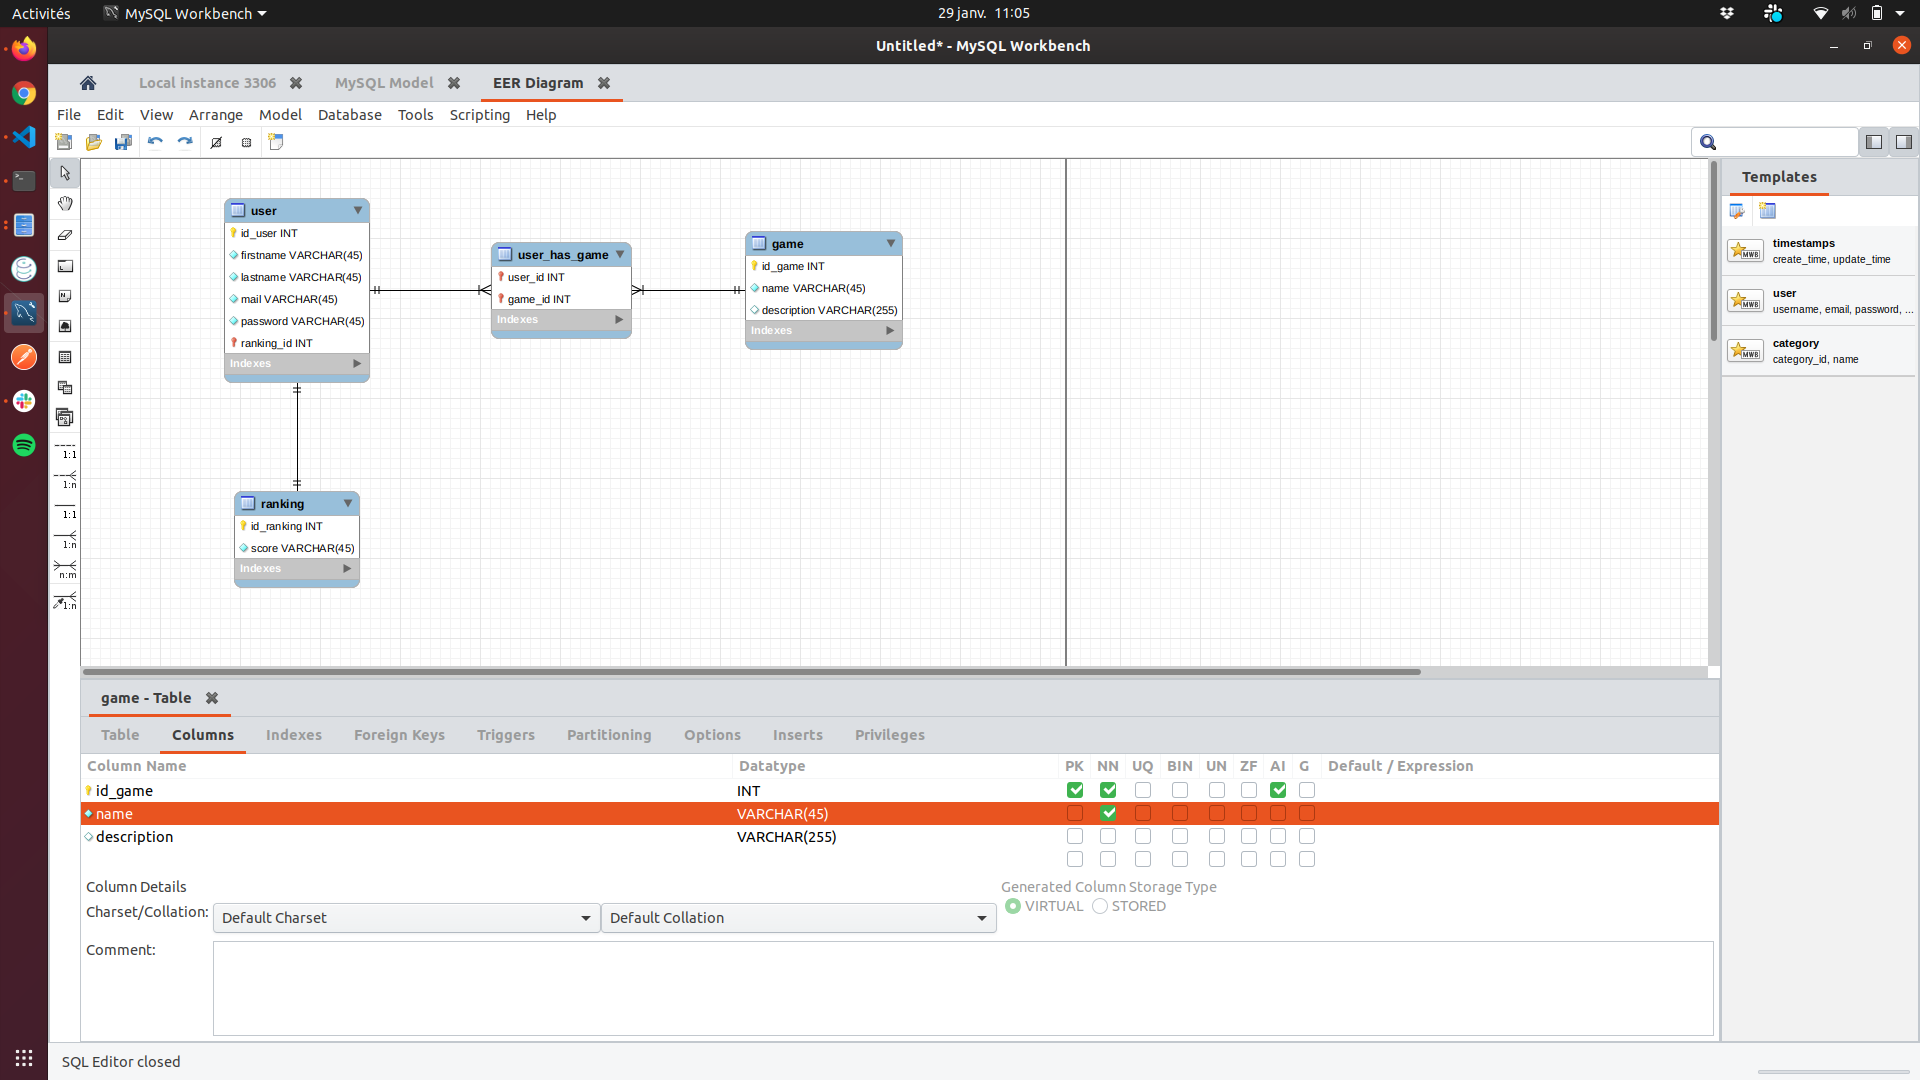 Activités MySQL Workbench 29 janv. 11:05
Untitled* - MySQL Workbench
Local instance 3306 MySQL Model EER Diagram
File Edit View Arrange Model Database Tools Scripting Help
Templates
timestamps
create_time, update_time
user
username, email, password, ...
category
category_id, name
MWB
MWB
MWB
1:1
1:n
1:1
1:n
n:m
1:n
user
id_user INT
firstname VARCHAR(45)
lastname VARCHAR(45)
mail VARCHAR(45)
password VARCHAR(45)
ranking_id INT
Indexes
user_has_game
user_id INT
game_id INT
Indexes
game
id_game INT
name VARCHAR(45)
description VARCHAR(255)
Indexes
ranking
id_ranking INT
score VARCHAR(45)
Indexes
game - Table
Table Columns Indexes Foreign Keys Triggers Partitioning Options Inserts Privileges
Column Name Datatype PK NN UQ BIN UN ZF AI G Default / Expression
id_game INT
name VARCHAR(45)
description VARCHAR(255)
Column Details Generated Column Storage Type
Charset/Collation: Default Charset Default Collation VIRTUAL STORED
Comment:
SQL Editor closed